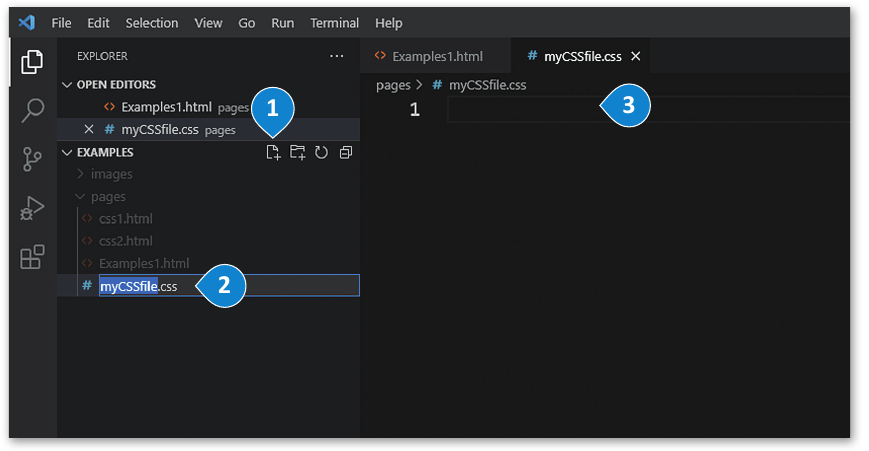 File Edit Selection View Go Run Terminal Help
EXPLORER ...
Examples1.html
myCSSfile.css
OPEN EDITORS
Examples1.html pages
myCSSfile.css pages
1
EXAMPLES
images
pages
css1.html
css2.html
Examples1.html
# myCSSfile.css
2
pages > # myCSSfile.css
1
3